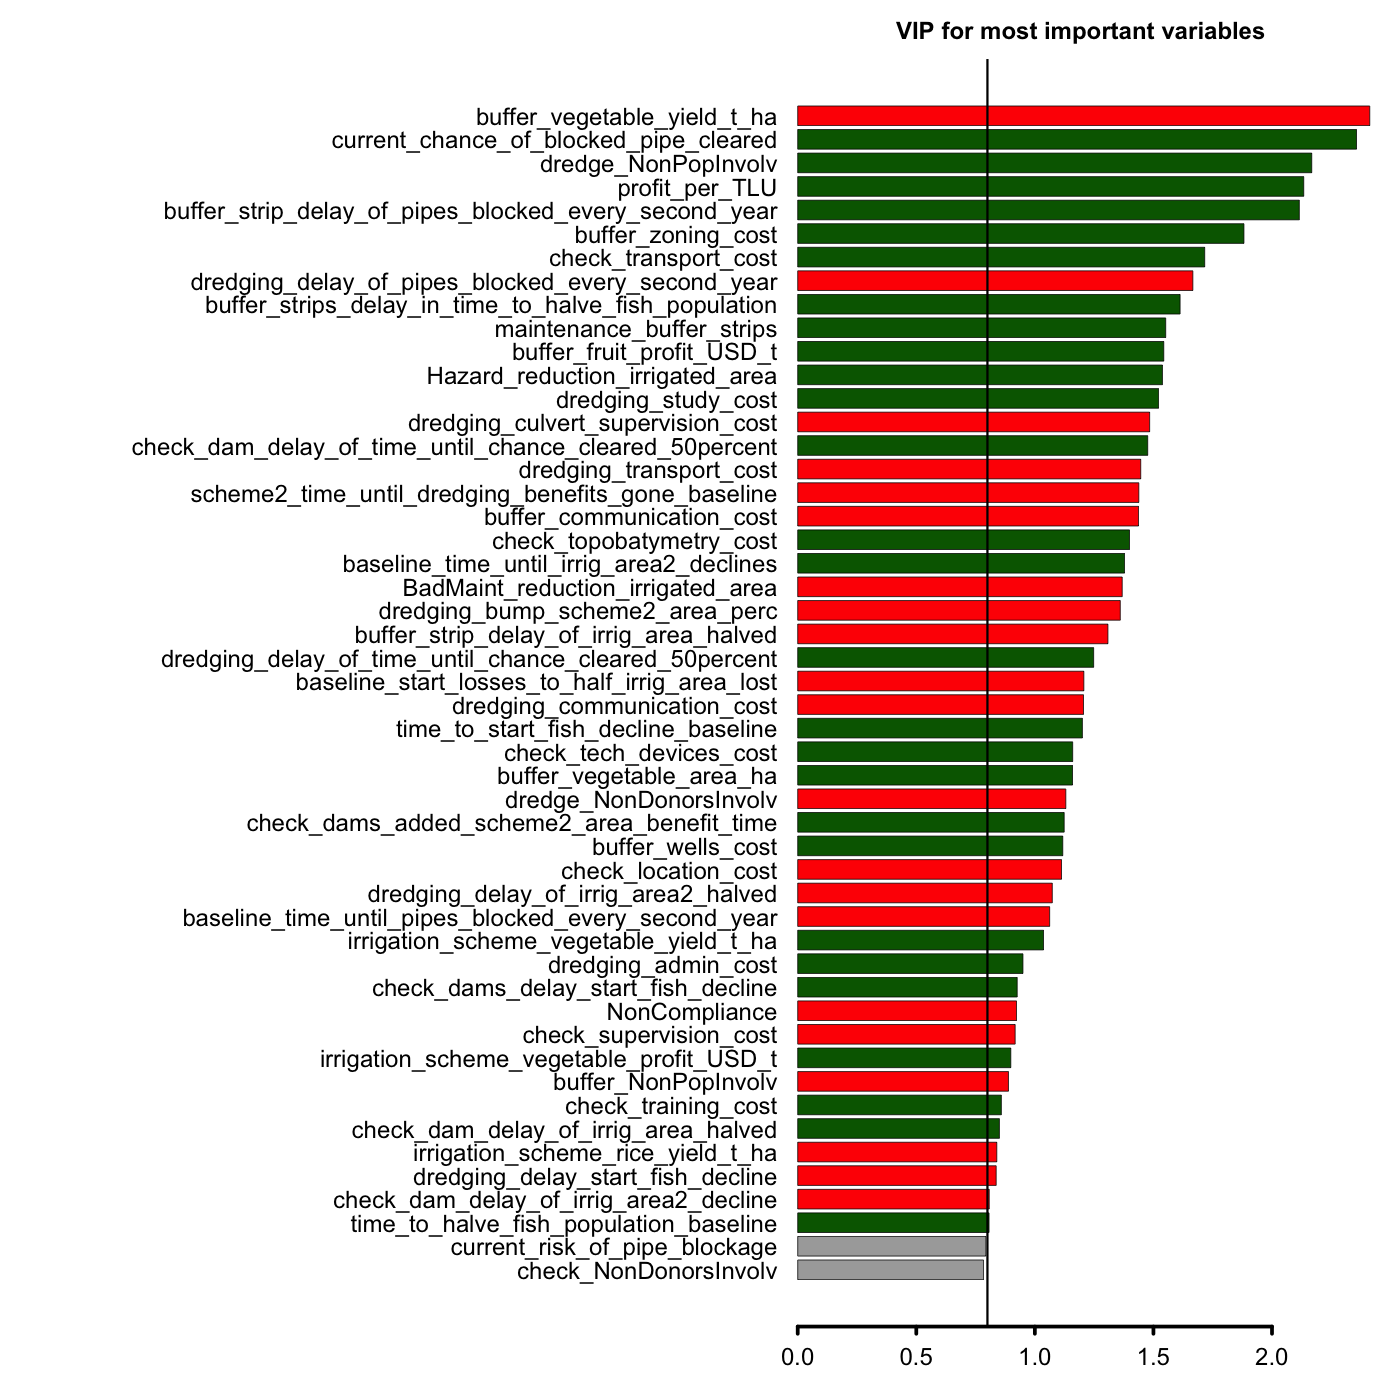 VIP for most important variables
buffer_vegetable_yield_t_ha
current_chance_of_blocked_pipe_cleared
dredge_NonPopInvolv
profit_per_TLU
buffer_strip_delay_of_pipes_blocked_every_second_year
buffer_zoning_cost
check_transport_cost
dredging_delay_of_pipes_blocked_every_second_year
buffer_strips_delay_in_time_to_halve_fish_population
maintenance_buffer_strips
buffer_fruit_profit_USD_t
Hazard_reduction_irrigated_area
dredging_study_cost
dredging_culvert_supervision_cost
check_dam_delay_of_time_until_chance_cleared_50percent
dredging_transport_cost
scheme2_time_until_dredging_benefits_gone_baseline
buffer_communication_cost
check_topobatymetry_cost
baseline_time_until_irrig_area2_declines
BadMaint_reduction_irrigated_area
dredging_bump_scheme2_area_perc
buffer_strip_delay_of_irrig_area_halved
dredging_delay_of_time_until_chance_cleared_50percent
baseline_start_losses_to_half_irrig_area_lost
dredging_communication_cost
time_to_start_fish_decline_baseline
check_tech_devices_cost
buffer_vegetable_area_ha
dredge_NonDonorsInvolv
check_dams_added_scheme2_area_benefit_time
buffer_wells_cost
check_location_cost
dredging_delay_of_irrig_area2_halved
baseline_time_until_pipes_blocked_every_second_year
irrigation_scheme_vegetable_yield_t_ha
dredging_admin_cost
check_dams_delay_start_fish_decline
NonCompliance
check_supervision_cost
irrigation_scheme_vegetable_profit_USD_t
buffer_NonPopInvolv
check_training_cost
check_dam_delay_of_irrig_area_halved
irrigation_scheme_rice_yield_t_ha
dredging_delay_start_fish_decline
check_dam_delay_of_irrig_area2_decline
time_to_halve_fish_population_baseline
current_risk_of_pipe_blockage
check_NonDonorsInvolv
0.0 0.5 1.0 1.5 2.0